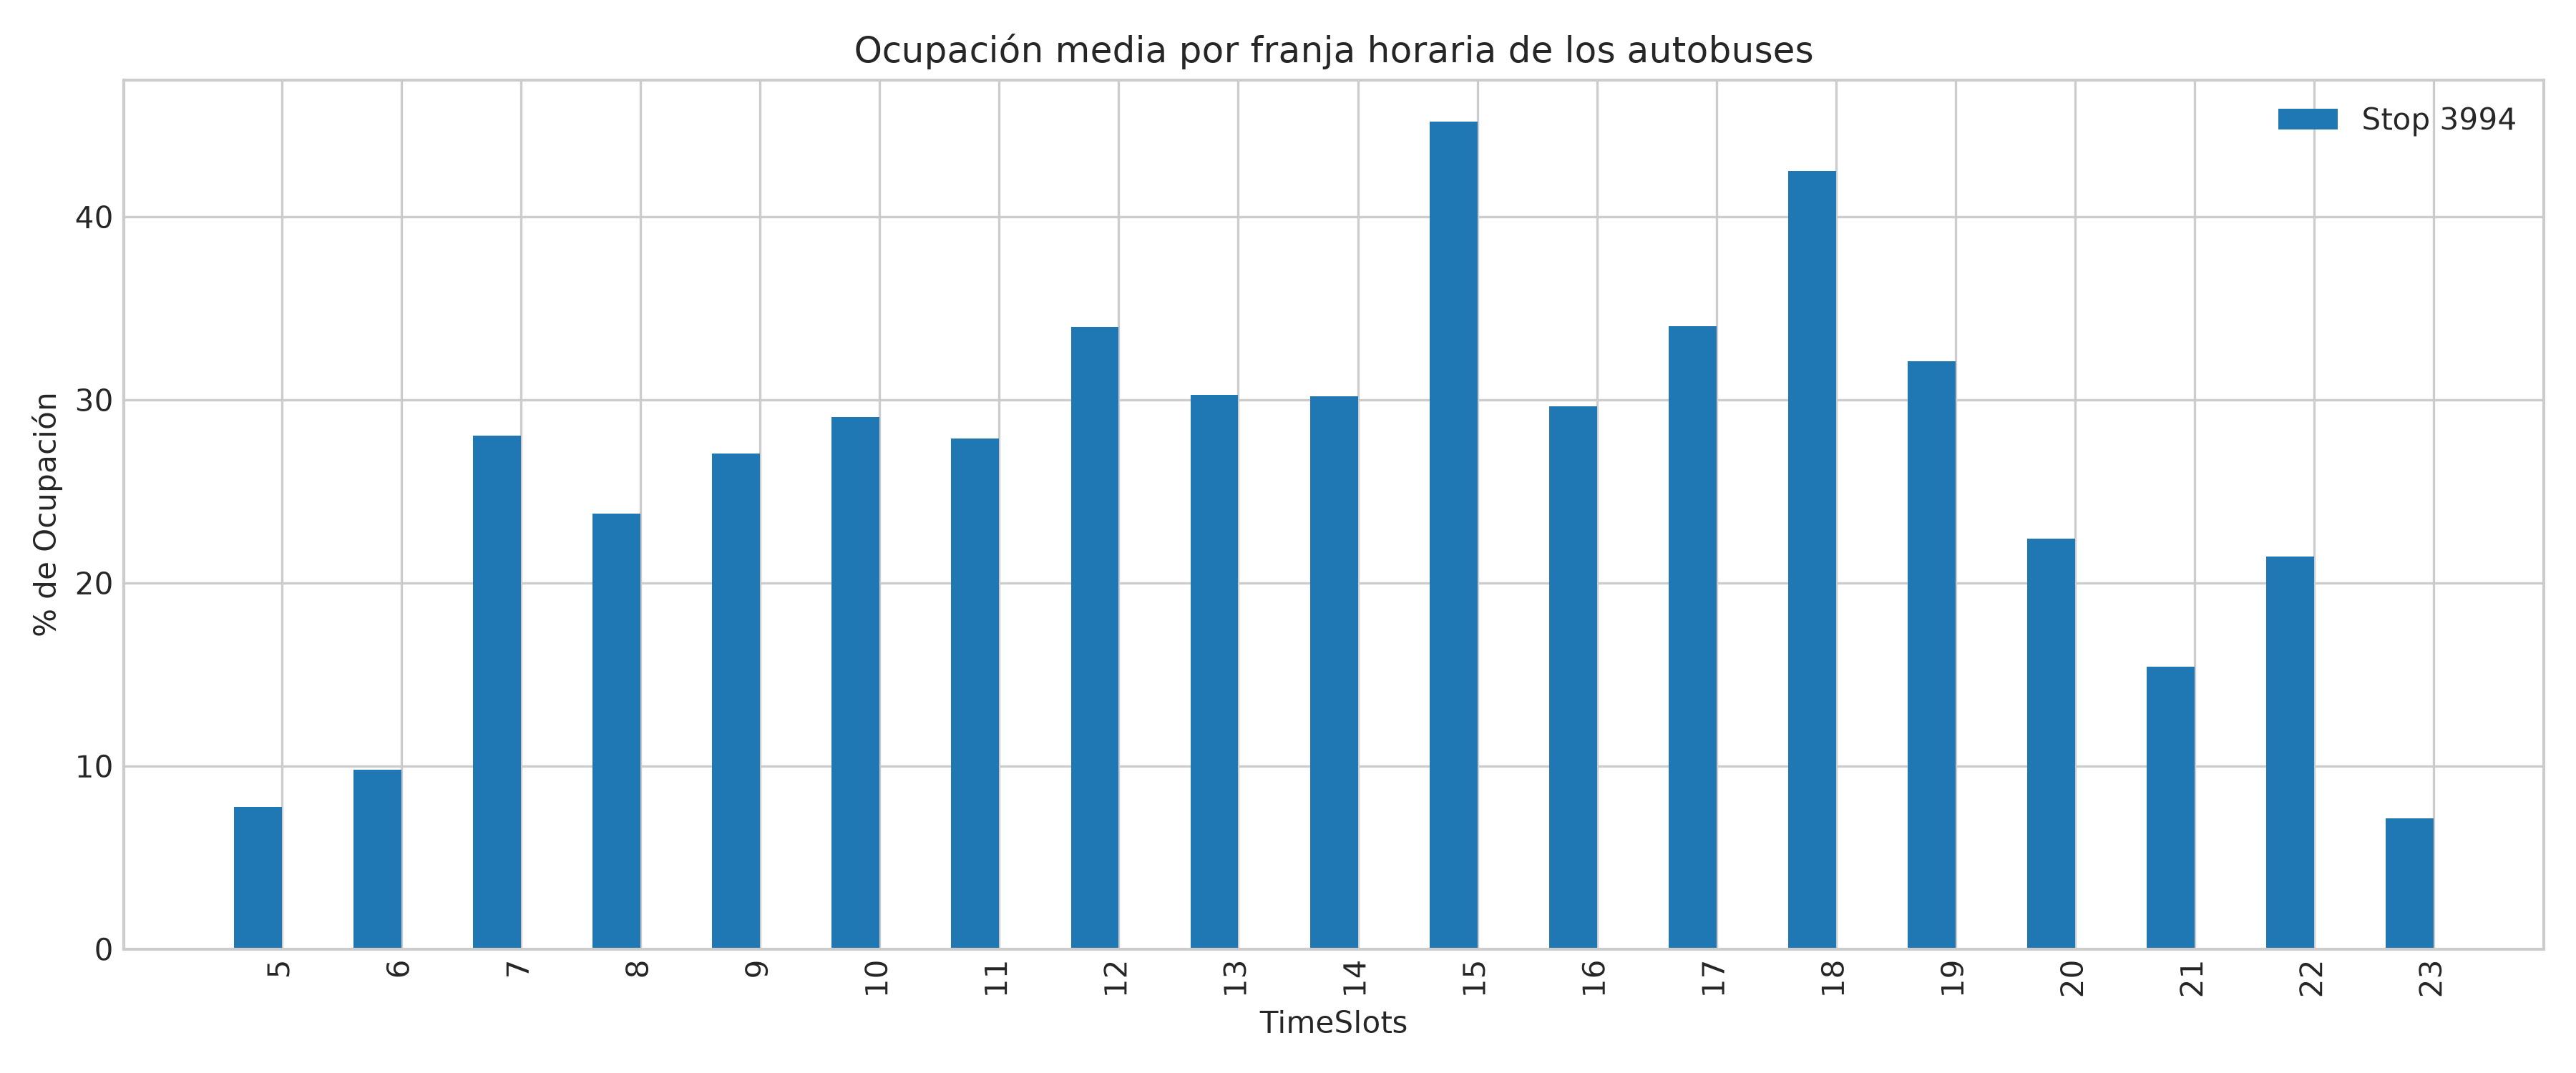 Ocupación media por franja horaria de los autobuses
Stop 3994
% de Ocupación
40
30
20
10
0
5 6 7 8 9 10 11 12 13 14 15 16 17 18 19 20 21 22 23
TimeSlots